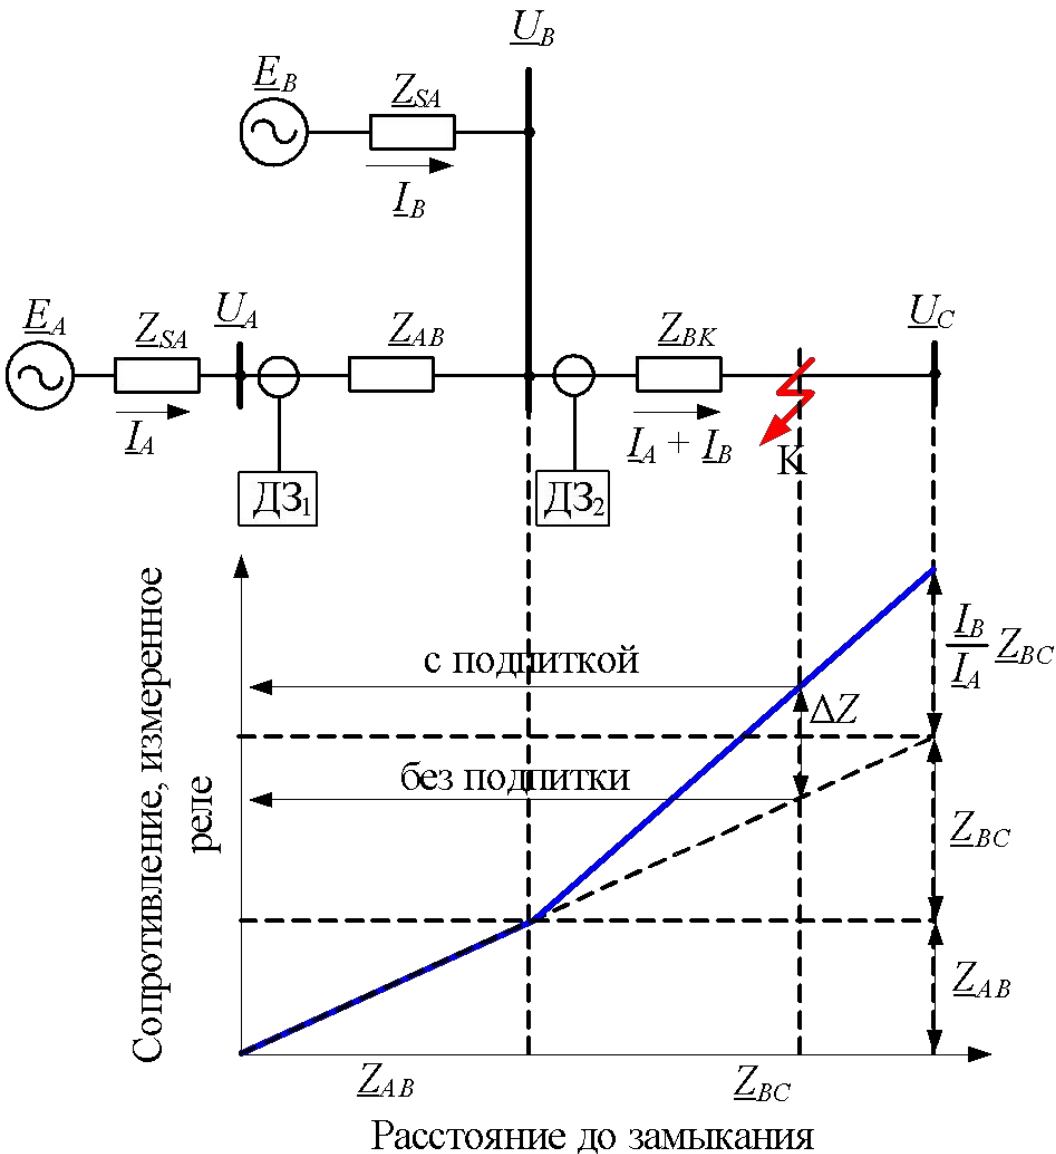 U_B
E_B
Z_SA
I_B
E_A
Z_SA
U_A
Z_AB
Z_BK
U_C
I_A
I_A + I_B
К
ДЗ₁
ДЗ₂
Сопротивление, измеренное
реле
с подпиткой
ΔZ
без подпитки
I_B
I_A
Z_BC
Z_BC
Z_AB
Z_AB
Z_BC
Расстояние до замыкания